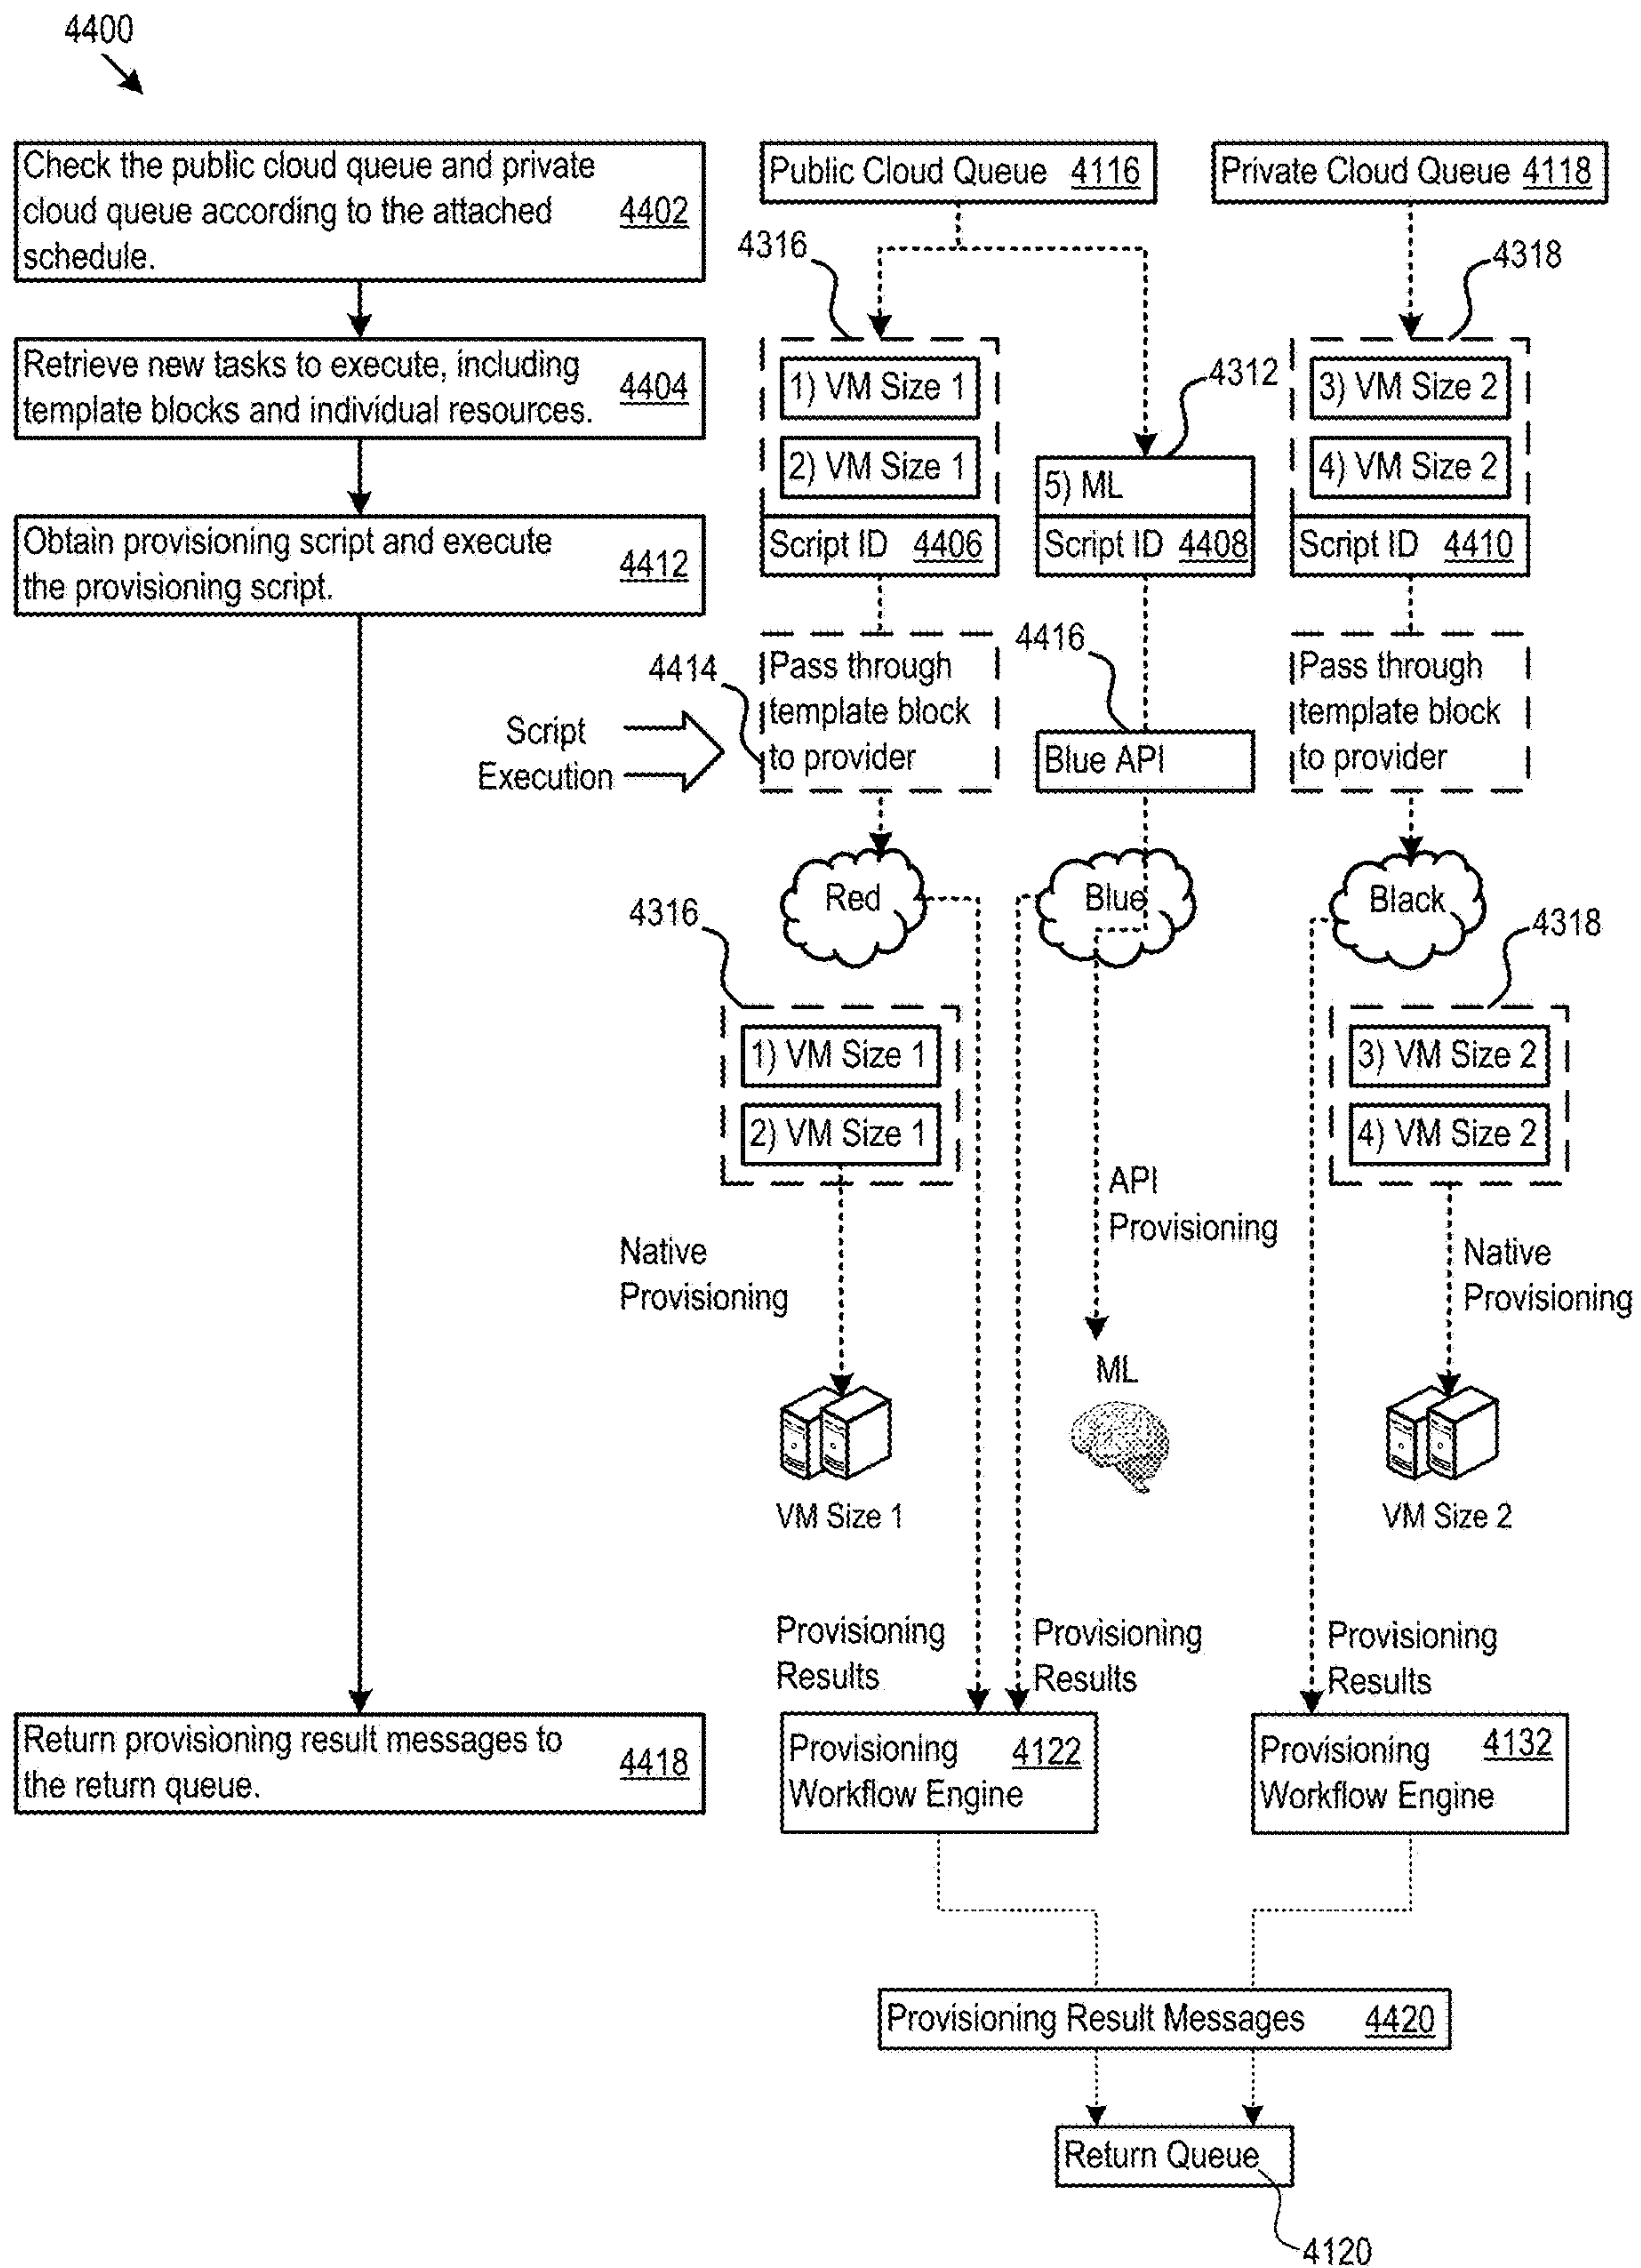 4400
Check the public cloud queue and private
cloud queue according to the attached
schedule.
4402
Public Cloud Queue 4116
Private Cloud Queue 4118
4316
4318
Retrieve new tasks to execute, including
template blocks and individual resources.
4404
1) VM Size 1
2) VM Size 1
4312
3) VM Size 2
4) VM Size 2
5) ML
Obtain provisioning script and execute
the provisioning script.
4412
Script ID 4406
Script ID 4408
Script ID 4410
4414
4416
Script
Execution
Pass through
template block
to provider
Blue API
Pass through
template block
to provider
Red
Blue
Black
4316
4318
1) VM Size 1
2) VM Size 1
3) VM Size 2
4) VM Size 2
API
Provisioning
Native
Provisioning
Native
Provisioning
ML
VM Size 1
VM Size 2
Provisioning
Results
Provisioning
Results
Provisioning
Results
Return provisioning result messages to
the return queue.
4418
Provisioning
Workflow Engine
4122
Provisioning
Workflow Engine
4132
Provisioning Result Messages 4420
Return Queue
4120